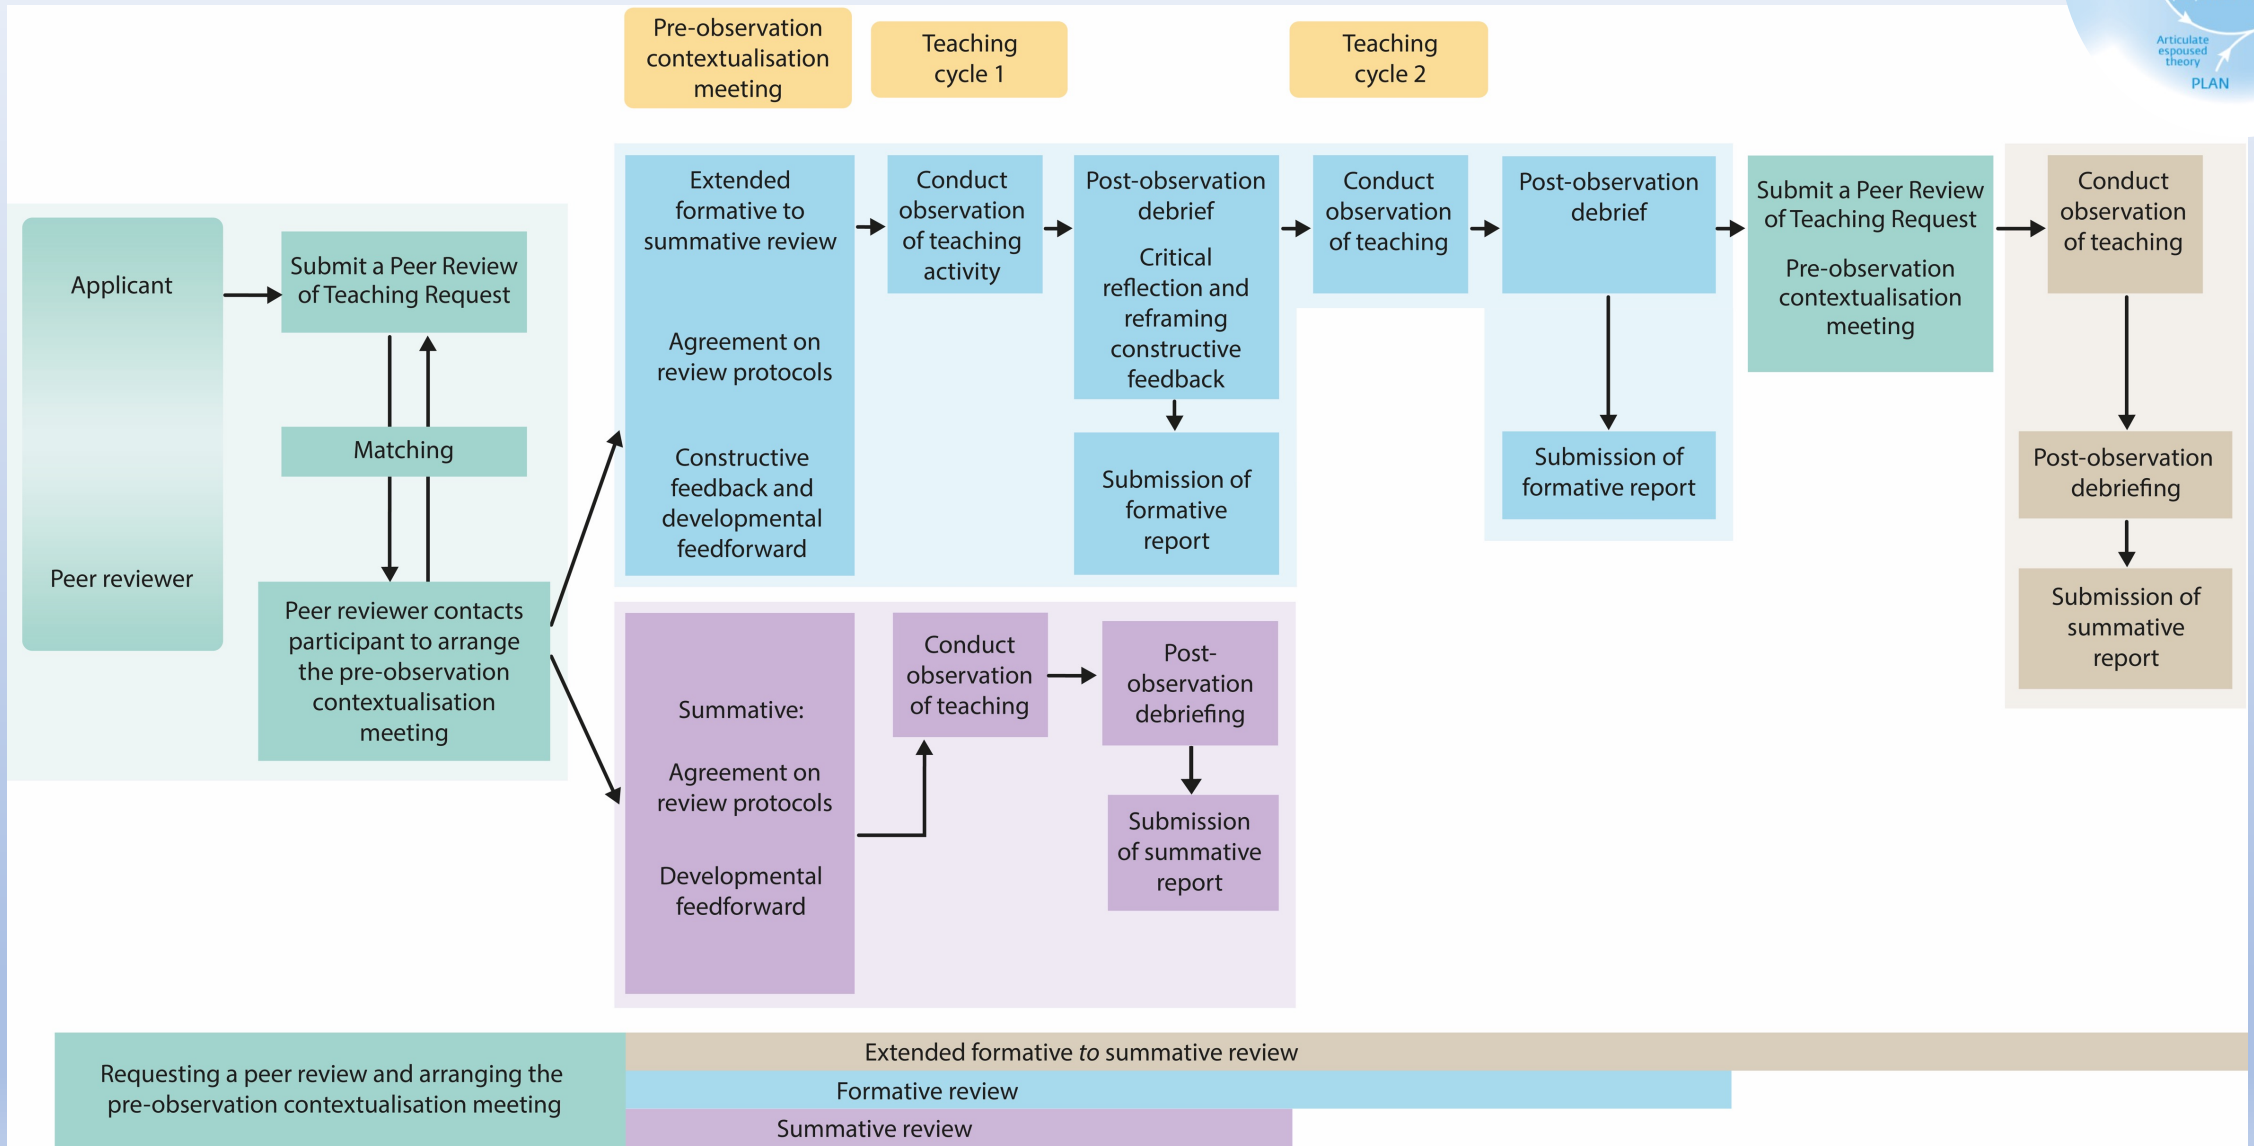 Pre-observation
contextualisation
meeting
Teaching
cycle 1
Teaching
cycle 2
Articulate
espoused
theory
PLAN
Applicant
Peer reviewer
Submit a Peer Review
of Teaching Request
Matching
Peer reviewer contacts
participant to arrange
the pre-observation
contextualisation
meeting
Extended
formative to
summative review
Agreement on
review protocols
Constructive
feedback and
developmental
feedforward
Conduct
observation
of teaching
activity
Post-observation
debrief
Critical
reflection and
reframing
constructive
feedback
Submission of
formative
report
Conduct
observation
of teaching
Post-observation
debrief
Submission of
formative report
Submit a Peer Review
of Teaching Request
Pre-observation
contextualisation
meeting
Conduct
observation
of teaching
Post-observation
debriefing
Submission of
summative
report
Summative:
Agreement on
review protocols
Developmental
feedforward
Conduct
observation
of teaching
Post-
observation
debriefing
Submission
of summative
report
Requesting a peer review and arranging the
pre-observation contextualisation meeting
Extended formative to summative review
Formative review
Summative review